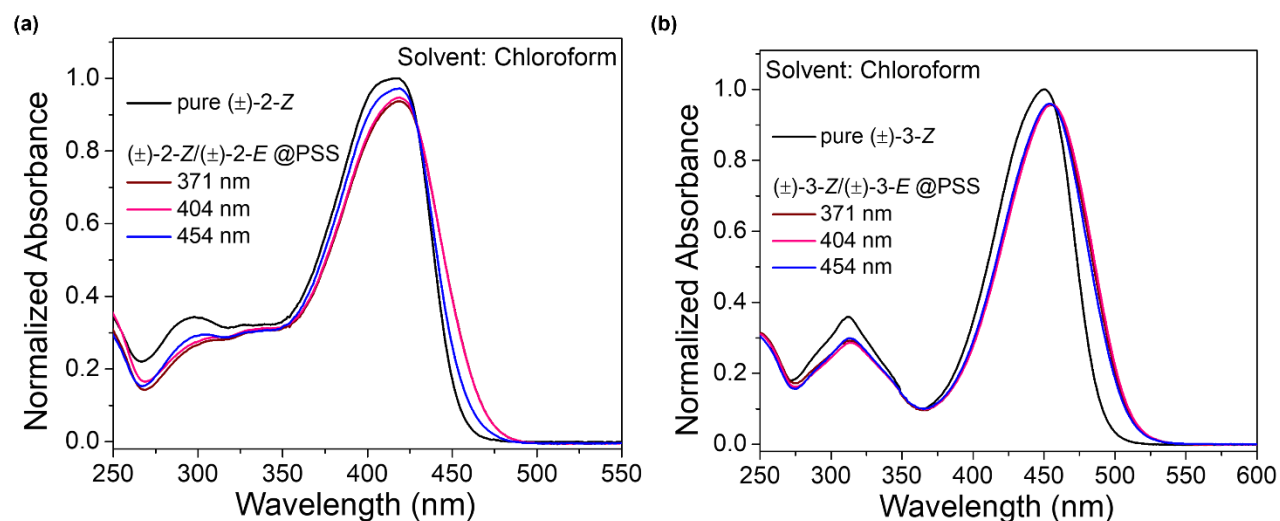 (a)
Solvent: Chloroform
pure (±)-2-Z
(±)-2-Z/(±)-2-E @PSS
371 nm
404 nm
454 nm
Normalized Absorbance
1.0
0.8
0.6
0.4
0.2
0.0
250 300 350 400 450 500 550
Wavelength (nm)
(b)
Solvent: Chloroform
pure (±)-3-Z
(±)-3-Z/(±)-3-E @PSS
371 nm
404 nm
454 nm
Normalized Absorbance
1.0
0.8
0.6
0.4
0.2
0.0
250 300 350 400 450 500 550 600
Wavelength (nm)